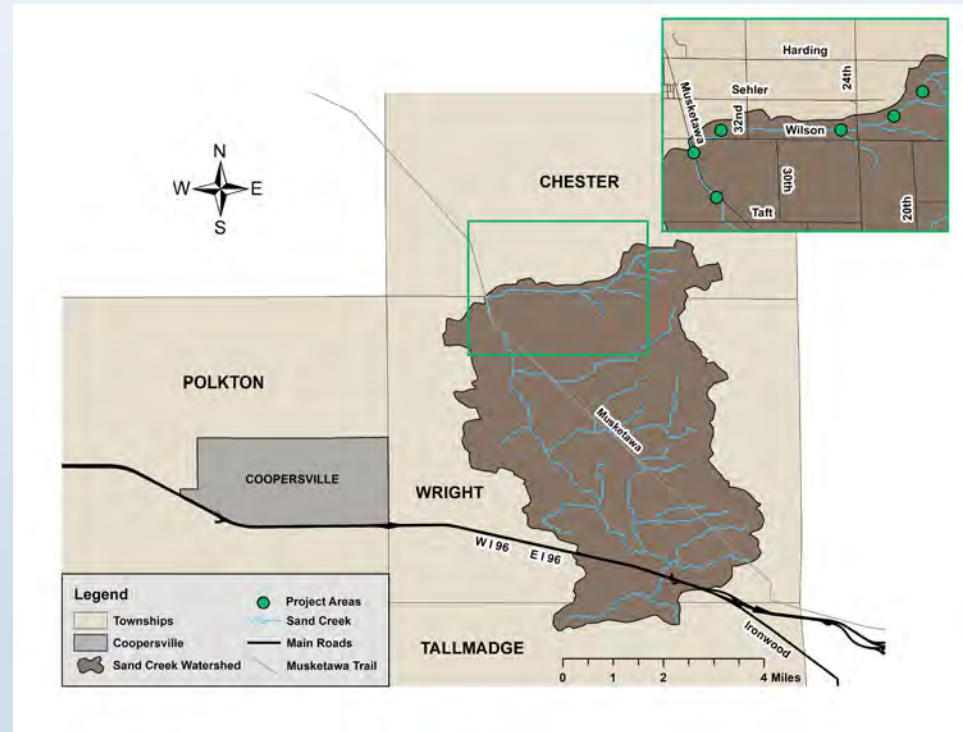 Harding
Sehler
24th
Musketawa
32nd
Wilson
30th
20th
Taft
N
W E
S
CHESTER
POLKTON
Musketawa
COOPERSVILLE
WRIGHT
W I 96 E I 96
Ironwood
TALLMADGE
0 1 2 4 Miles
Legend
Townships
Coopersville
Sand Creek Watershed
Project Areas
Sand Creek
Main Roads
Musketawa Trail